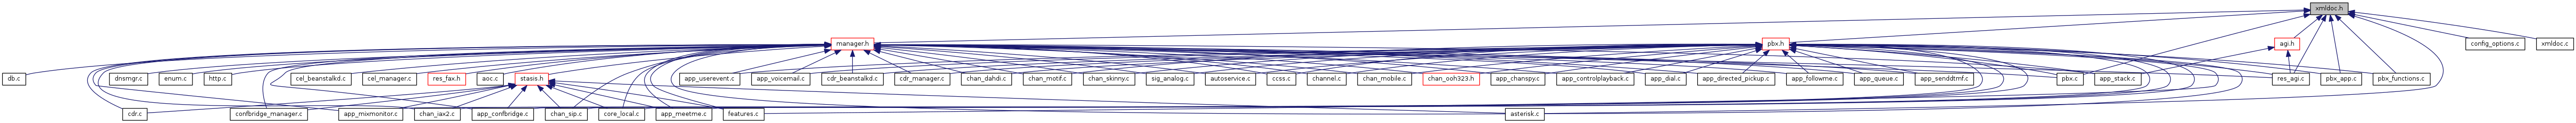 xmldoc.h
manager.h
pbx.h
agi.h
config_options.c
xmldoc.c
db.c
dnsmgr.c
enum.c
http.c
cel_beanstalkd.c
cel_manager.c
res_fax.h
aoc.c
stasis.h
app_userevent.c
app_voicemail.c
cdr_beanstalkd.c
cdr_manager.c
chan_dahdi.c
chan_motif.c
chan_skinny.c
sig_analog.c
autoservice.c
ccss.c
channel.c
chan_mobile.c
chan_ooh323.h
app_chanspy.c
app_controlplayback.c
app_dial.c
app_directed_pickup.c
app_followme.c
app_queue.c
app_senddtmf.c
pbx.c
app_stack.c
res_agi.c
pbx_app.c
pbx_functions.c
cdr.c
confbridge_manager.c
app_mixmonitor.c
chan_iax2.c
app_confbridge.c
chan_sip.c
core_local.c
app_meetme.c
features.c
asterisk.c